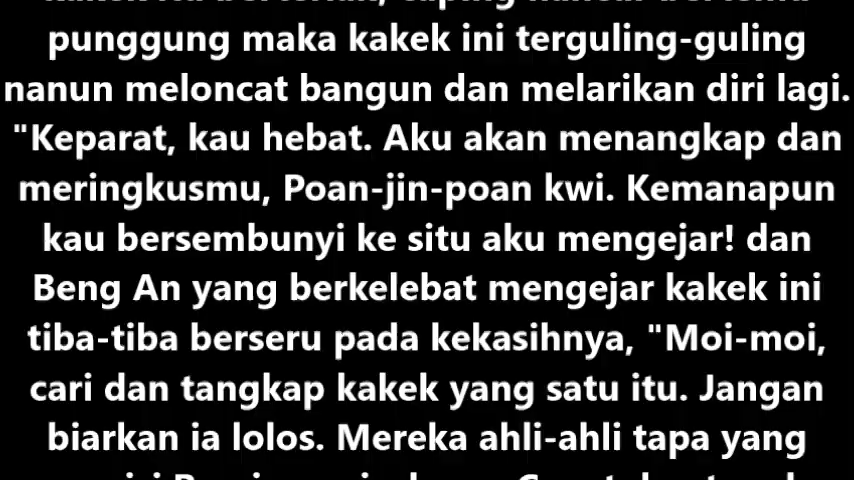 punggung maka kakek ini terguling-guling
nanun meloncat bangun dan melarikan diri lagi.
"Keparat, kau hebat. Aku akan menangkap dan
meringkusmu, Poan-jin-poan kwi. Kemanapun
kau bersembunyi ke situ aku mengejar! dan
Beng An yang berkelebat mengejar kakek ini
tiba-tiba berseru pada kekasihnya, "Moi-moi,
cari dan tangkap kakek yang satu itu. Jangan
biarkan ia lolos. Mereka ahli-ahli tapa yang